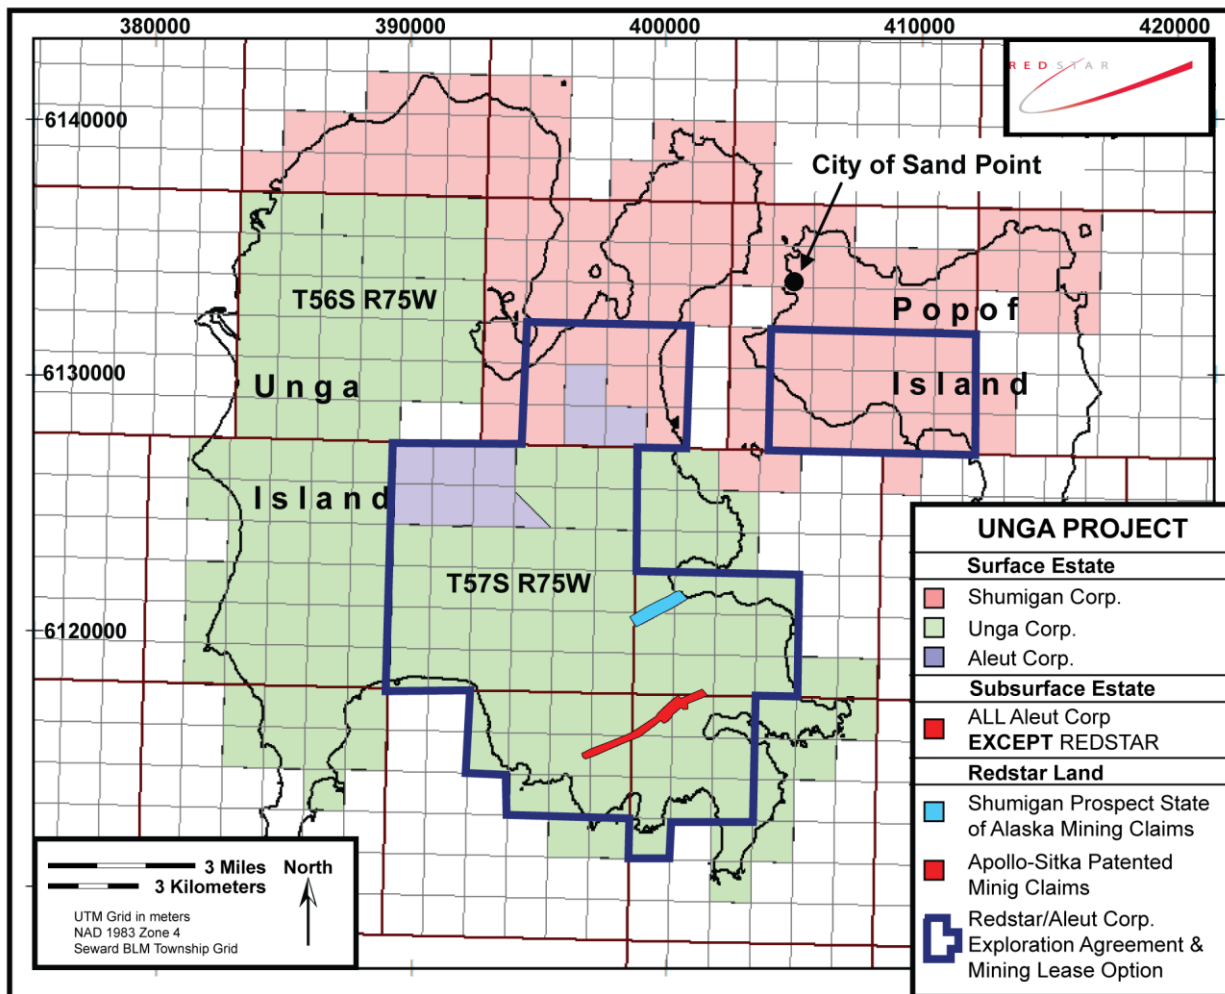 380000 390000 400000 410000 420000
REDSTAR
6140000
City of Sand Point
T56S R75W
Popof
6130000
Unga
Island
Island
UNGA PROJECT
Surface Estate
T57S R75W
Shumigan Corp.
6120000
Unga Corp.
Aleut Corp.
Subsurface Estate
ALL Aleut Corp
EXCEPT REDSTAR
Redstar Land
Shumigan Prospect State
of Alaska Mining Claims
Apollo-Sitka Patented
Minig Claims
Redstar/Aleut Corp.
Exploration Agreement &
Mining Lease Option
3 Miles
North
3 Kilometers
UTM Grid in meters
NAD 1983 Zone 4
Seward BLM Township Grid